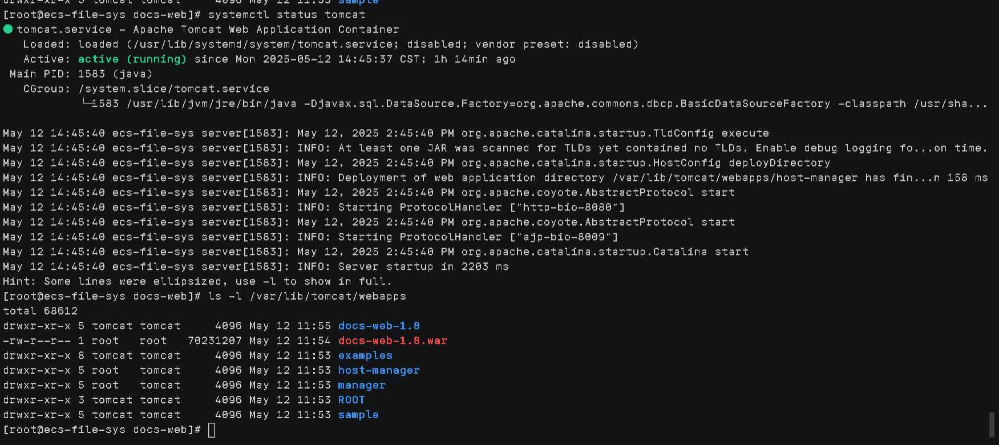 drwxr-xr-x 5 tomcat tomcat     4096 May 12 11:53 sample
[root@ecs-file-sys docs-web]# systemctl status tomcat
● tomcat.service - Apache Tomcat Web Application Container
   Loaded: loaded (/usr/lib/systemd/system/tomcat.service; disabled; vendor preset: disabled)
   Active: active (running) since Mon 2025-05-12 14:45:37 CST; 1h 14min ago
 Main PID: 1583 (java)
   CGroup: /system.slice/tomcat.service
           └─1583 /usr/lib/jvm/jre/bin/java -Djavax.sql.DataSource.Factory=org.apache.commons.dbcp.BasicDataSourceFactory -classpath /usr/sha...
May 12 14:45:40 ecs-file-sys server[1583]: May 12, 2025 2:45:40 PM org.apache.catalina.startup.TldConfig execute
May 12 14:45:40 ecs-file-sys server[1583]: INFO: At least one JAR was scanned for TLDs yet contained no TLDs. Enable debug logging fo...on time.
May 12 14:45:40 ecs-file-sys server[1583]: May 12, 2025 2:45:40 PM org.apache.catalina.startup.HostConfig deployDirectory
May 12 14:45:40 ecs-file-sys server[1583]: INFO: Deployment of web application directory /var/lib/tomcat/webapps/host-manager has fin...n 158 ms
May 12 14:45:40 ecs-file-sys server[1583]: May 12, 2025 2:45:40 PM org.apache.coyote.AbstractProtocol start
May 12 14:45:40 ecs-file-sys server[1583]: INFO: Starting ProtocolHandler ["http-bio-8080"]
May 12 14:45:40 ecs-file-sys server[1583]: May 12, 2025 2:45:40 PM org.apache.coyote.AbstractProtocol start
May 12 14:45:40 ecs-file-sys server[1583]: INFO: Starting ProtocolHandler ["ajp-bio-8009"]
May 12 14:45:40 ecs-file-sys server[1583]: May 12, 2025 2:45:40 PM org.apache.catalina.startup.Catalina start
May 12 14:45:40 ecs-file-sys server[1583]: INFO: Server startup in 2203 ms
Hint: Some lines were ellipsized, use -l to show in full.
[root@ecs-file-sys docs-web]# ls -l /var/lib/tomcat/webapps
total 68612
drwxr-xr-x 5 tomcat tomcat     4096 May 12 11:55 docs-web-1.8
-rw-r--r-- 1 root   root   70231207 May 12 11:54 docs-web-1.8.war
drwxr-xr-x 8 tomcat tomcat     4096 May 12 11:53 examples
drwxr-xr-x 5 root   tomcat     4096 May 12 11:53 host-manager
drwxr-xr-x 5 root   tomcat     4096 May 12 11:53 manager
drwxr-xr-x 3 tomcat tomcat     4096 May 12 11:53 ROOT
drwxr-xr-x 5 tomcat tomcat     4096 May 12 11:53 sample
[root@ecs-file-sys docs-web]#